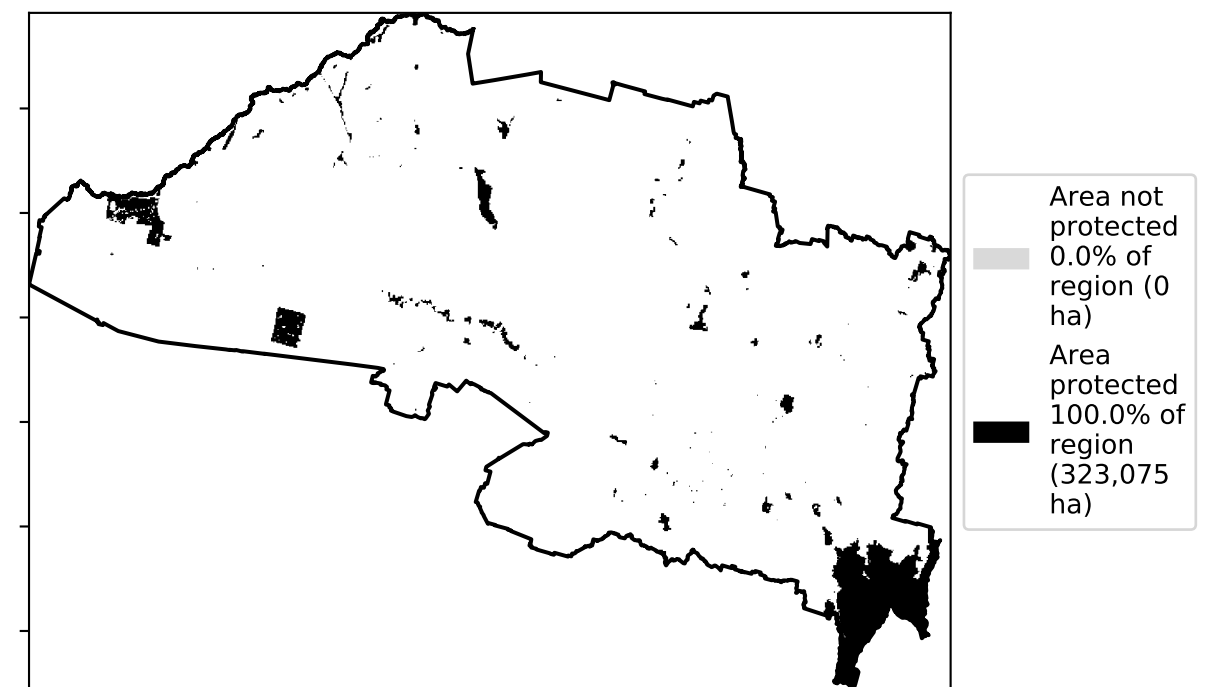 Area not
protected
0.0% of
region (0
ha)
Area
protected
100.0% of
region
(323,075
ha)